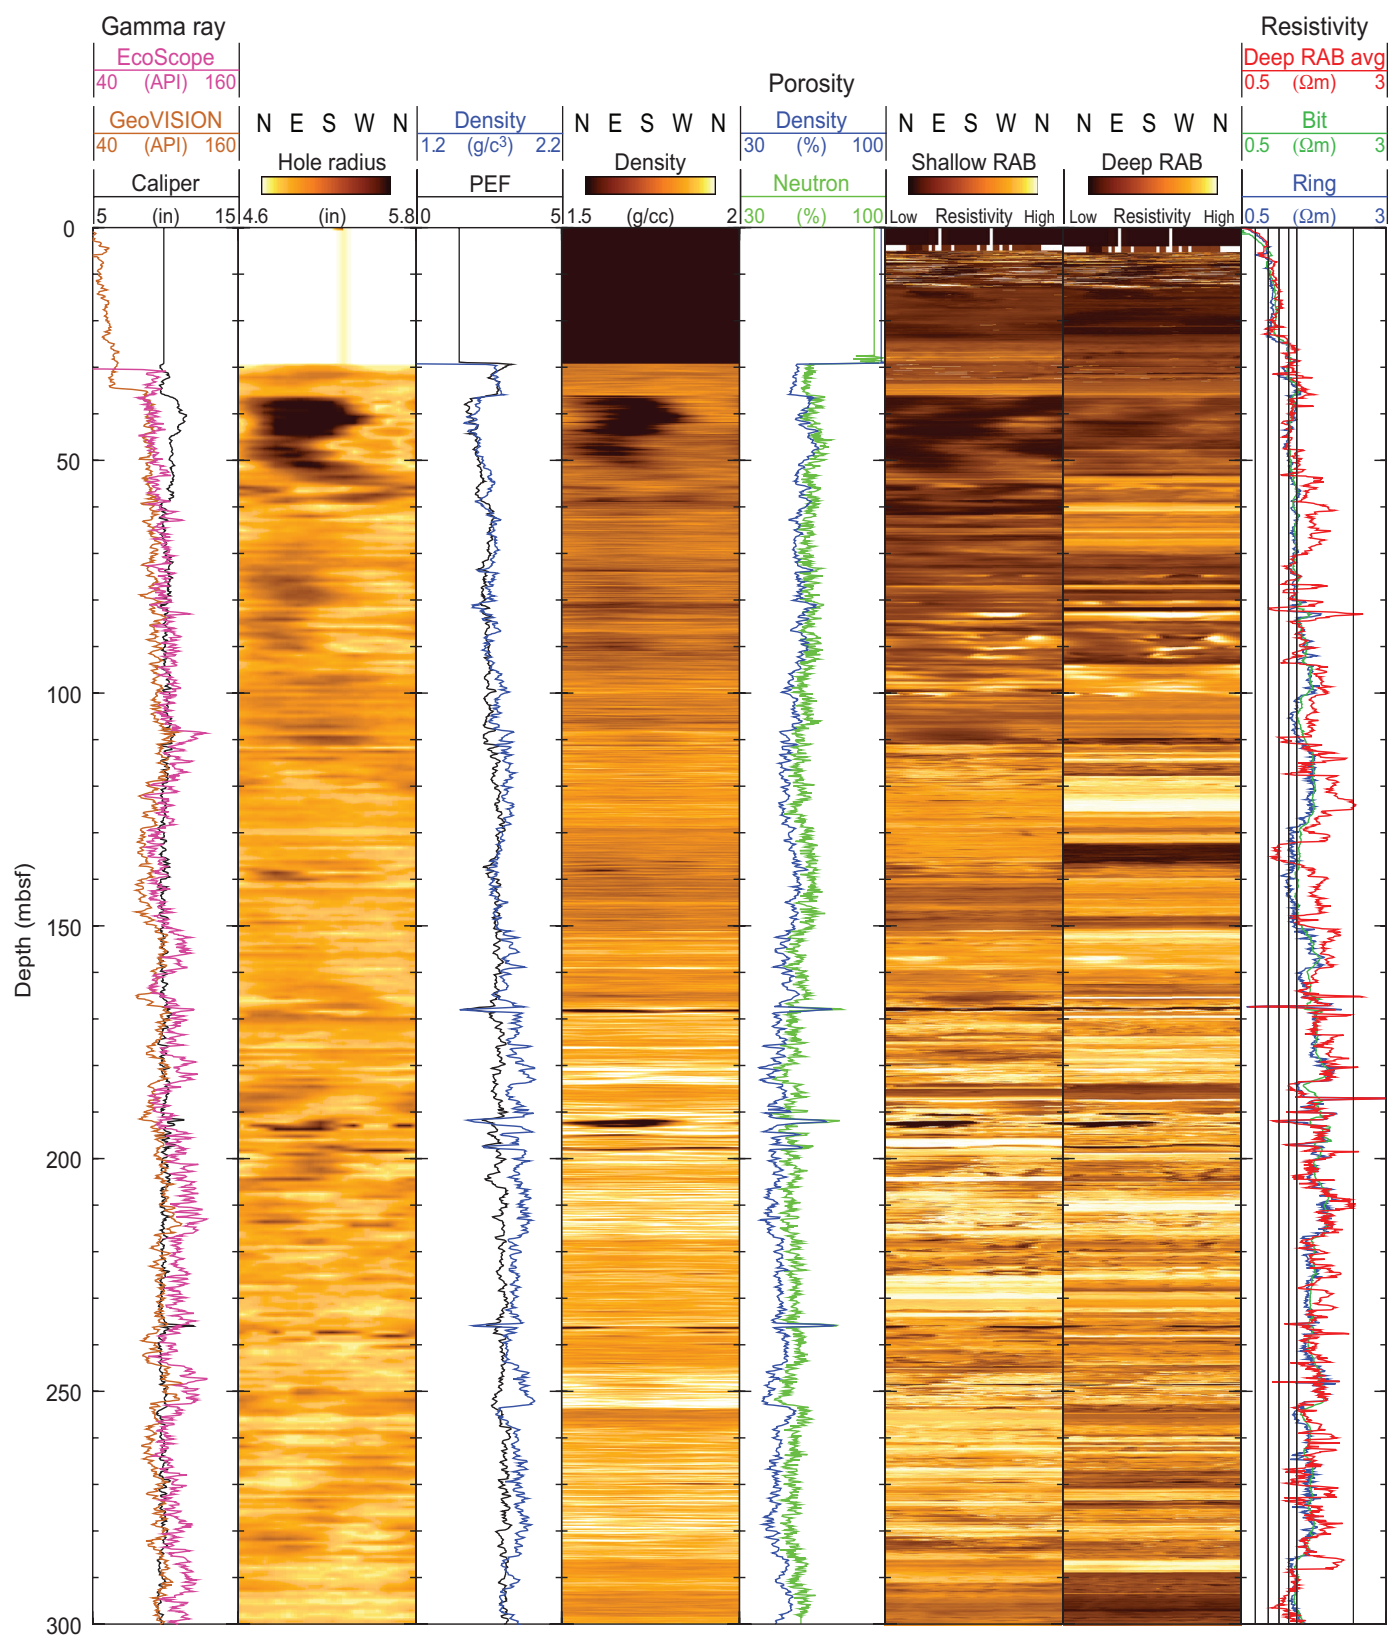 Gamma ray
Resistivity
EcoScope
Deep RAB avg
40 (API) 160
Porosity
0.5 (Ωm) 3
GeoVISION
N E S W N
Density
N E S W N
Density
N E S W N
N E S W N
Bit
40 (API) 160
1.2 (g/c³) 2.2
30 (%) 100
0.5 (Ωm) 3
Hole radius
Density
Shallow RAB
Deep RAB
Caliper
PEF
Neutron
Ring
5 (in) 15
4.6 (in) 5.8
0 5
1.5 (g/cc) 2
30 (%) 100
Low Resistivity High
Low Resistivity High
0.5 (Ωm) 3
0
50
100
150
200
250
300
Depth (mbsf)